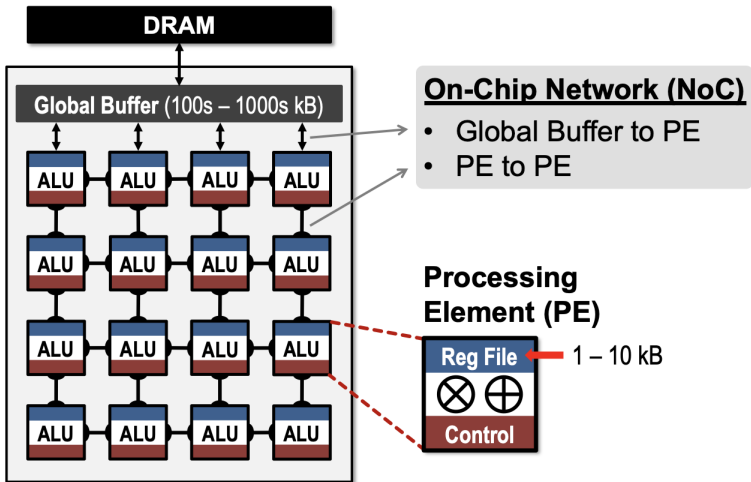 DRAM
Global Buffer (100s – 1000s kB)
ALU ALU ALU ALU
ALU ALU ALU ALU
ALU ALU ALU ALU
ALU ALU ALU ALU
On-Chip Network (NoC)
• Global Buffer to PE
• PE to PE
Processing
Element (PE)
Reg File
1 – 10 kB
Control